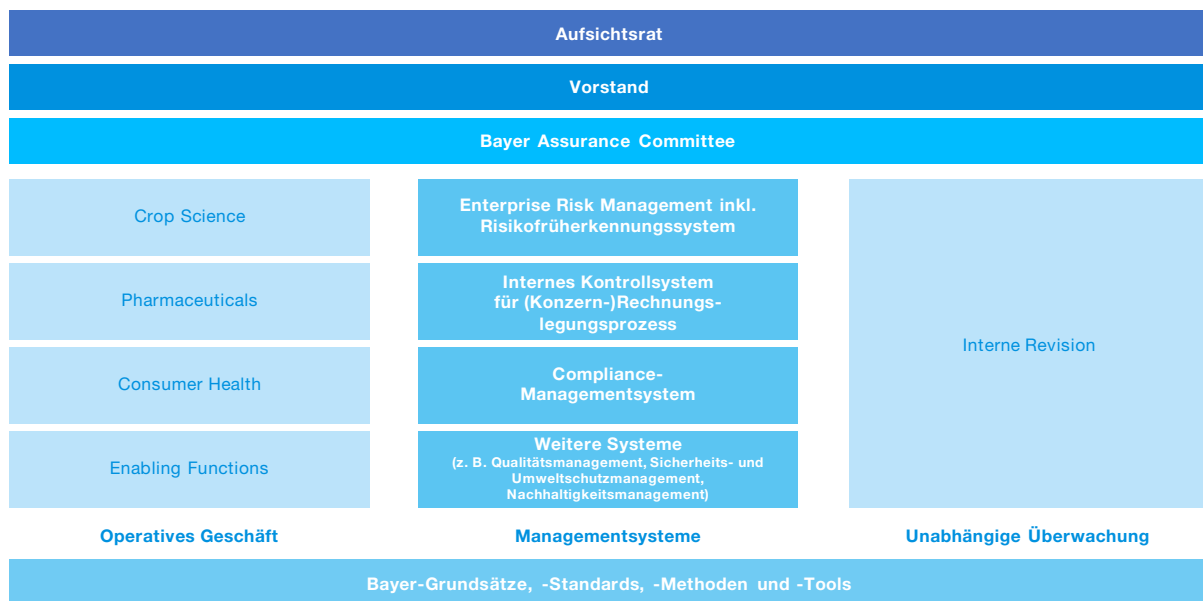 Aufsichtsrat
Vorstand
Bayer Assurance Committee
Crop Science
Pharmaceuticals
Consumer Health
Enabling Functions
Operatives Geschäft
Enterprise Risk Management inkl.
Risikofrüherkennungssystem
Internes Kontrollsystem
für (Konzern-)Rechnungs-
legungsprozess
Compliance-
Managementsystem
Weitere Systeme
(z. B. Qualitätsmanagement, Sicherheits- und
Umweltschutzmanagement,
Nachhaltigkeitsmanagement)
Managementsysteme
Interne Revision
Unabhängige Überwachung
Bayer-Grundsätze, -Standards, -Methoden und -Tools